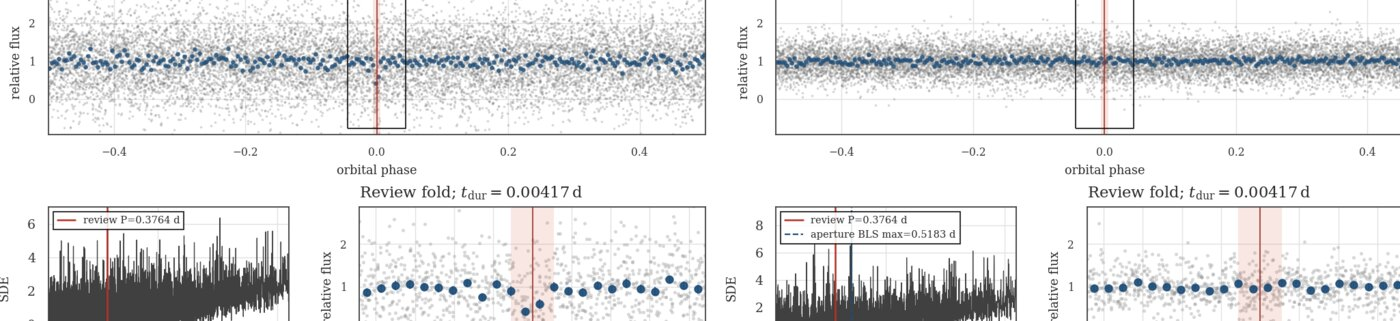 2
1
0
relative flux
−0.4
−0.2
0.0
0.2
0.4
orbital phase
2
1
0
relative flux
−0.4
−0.2
0.0
0.2
0.4
orbital phase
Review fold; t_dur = 0.00417 d
Review fold; t_dur = 0.00417 d
review P=0.3764 d
6
4
2
SDE
2
1
relative flux
review P=0.3764 d
aperture BLS max=0.5183 d
8
6
4
2
SDE
2
1
relative flux